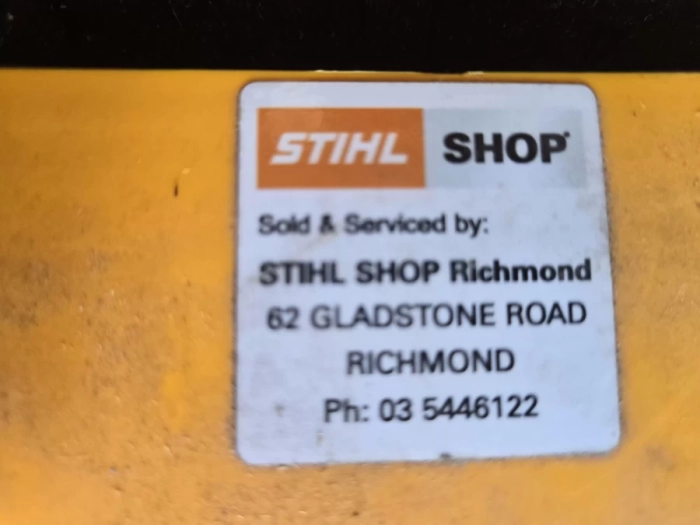 STIHL SHOP
Sold & Serviced by:
STIHL SHOP Richmond
62 GLADSTONE ROAD
RICHMOND
Ph: 03 5446122